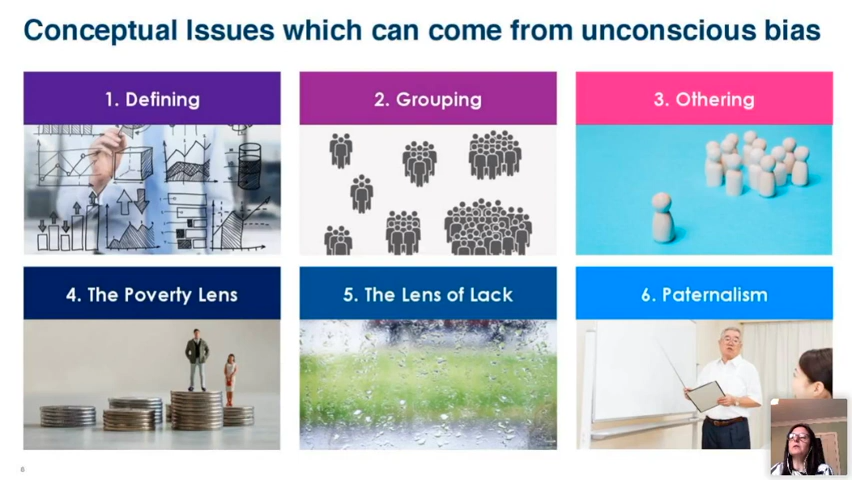 Conceptual Issues which can come from unconscious bias
1. Defining
2. Grouping
3. Othering
4. The Poverty Lens
5. The Lens of Lack
6. Paternalism
6